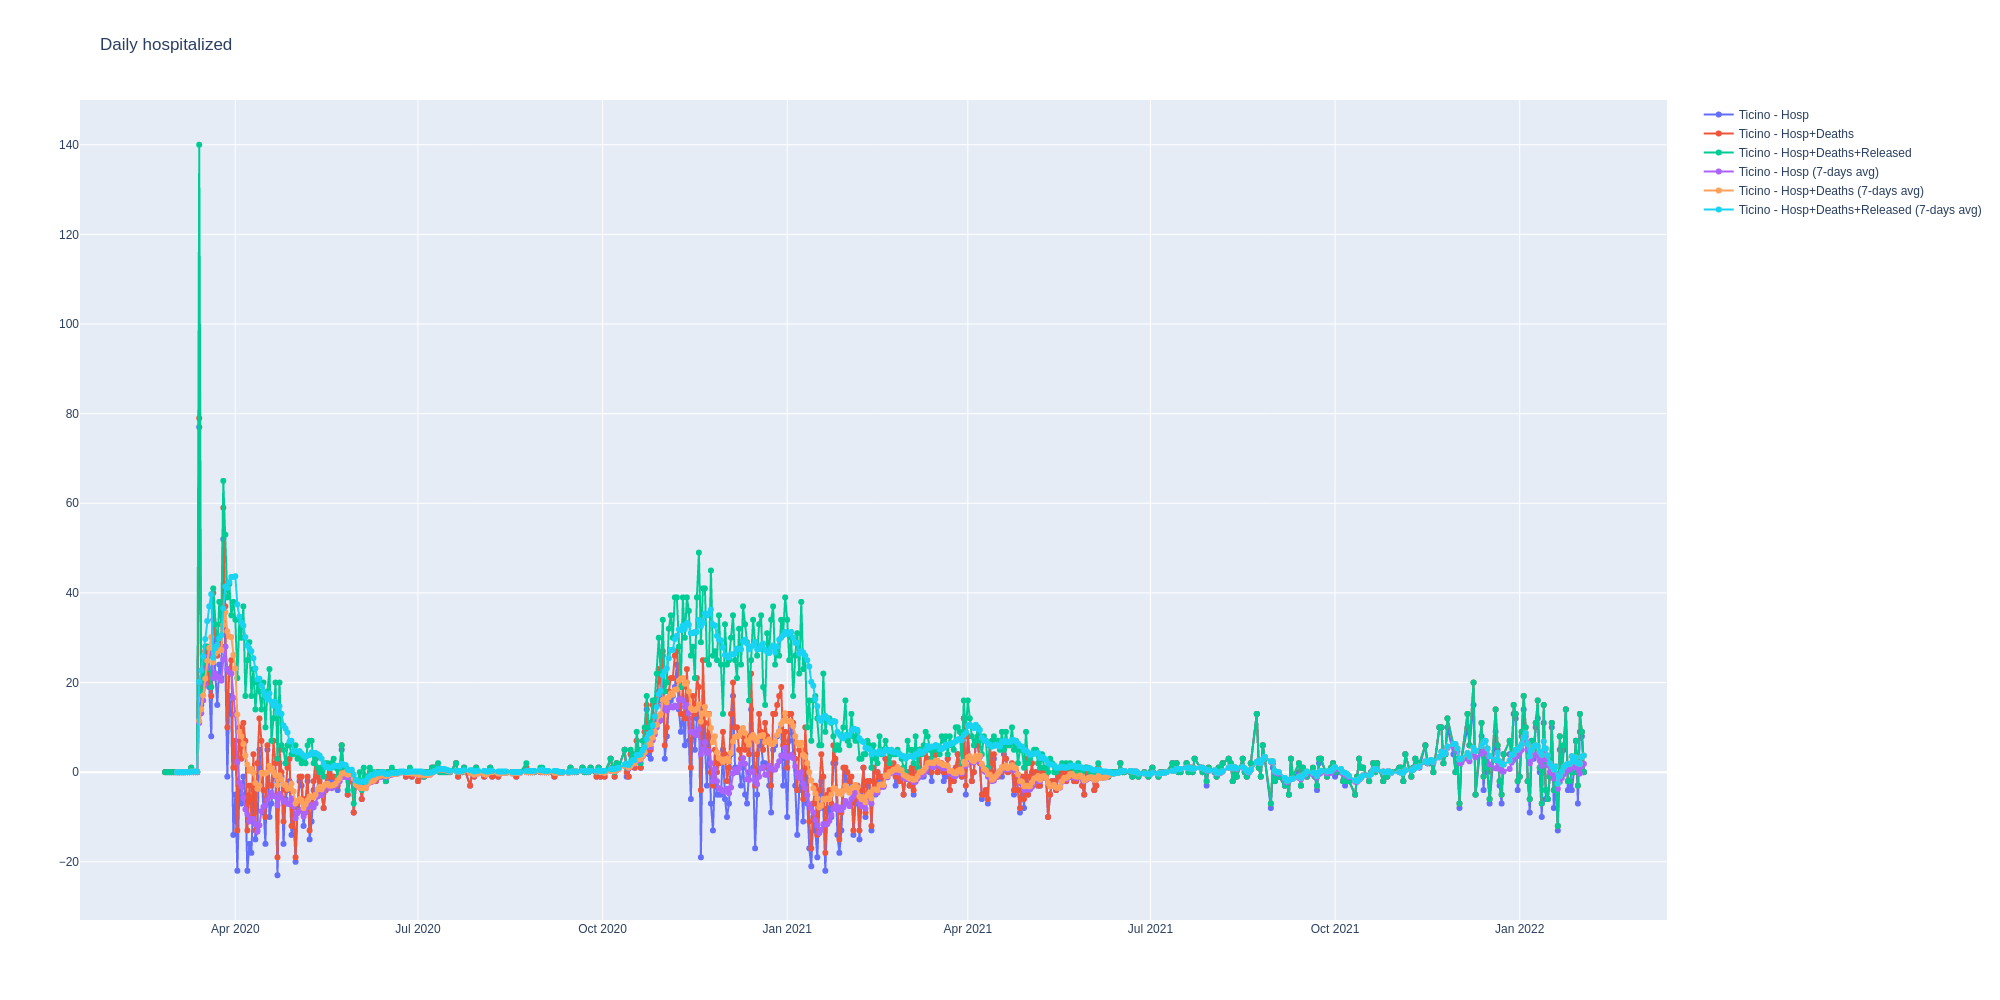 Daily hospitalized
Ticino - Hosp
Ticino - Hosp+Deaths
Ticino - Hosp+Deaths+Released
Ticino - Hosp (7-days avg)
Ticino - Hosp+Deaths (7-days avg)
Ticino - Hosp+Deaths+Released (7-days avg)
140
120
100
80
60
40
20
0
−20
Apr 2020 Jul 2020 Oct 2020 Jan 2021 Apr 2021 Jul 2021 Oct 2021 Jan 2022